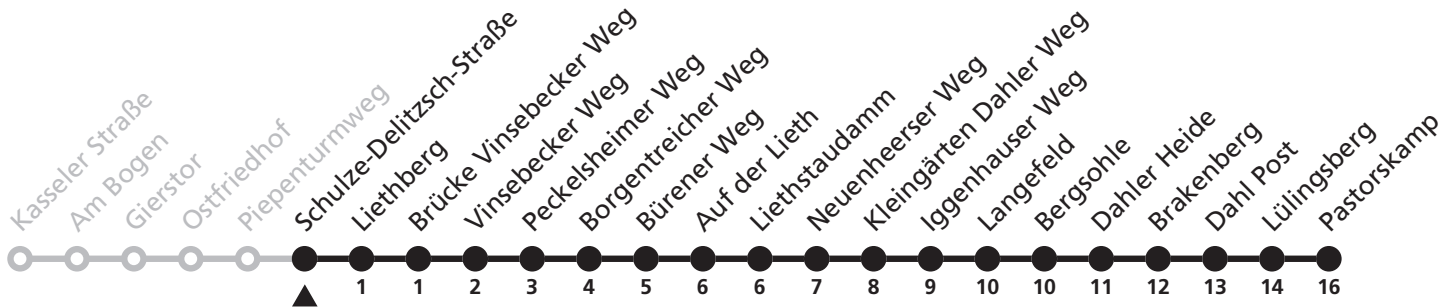 Kasseler Straße
Am Bogen
Gierstor
Ostfriedhof
Piepenturmweg
Schulze-Delitzsch-Straße
Liethberg
Brücke Vinsebecker Weg
Vinsebecker Weg
Peckelsheimer Weg
Borgentreicher Weg
Bürener Weg
Auf der Lieth
Liethstaudamm
Neuenheerser Weg
Kleingärten Dahler Weg
Iggenhauser Weg
Langefeld
Bergsohle
Dahler Heide
Brakenberg
Dahl Post
Lülingsberg
Pastorskamp
1 1 2 3 4 5 6 6 7 8 9 10 10 11 12 13 14 16